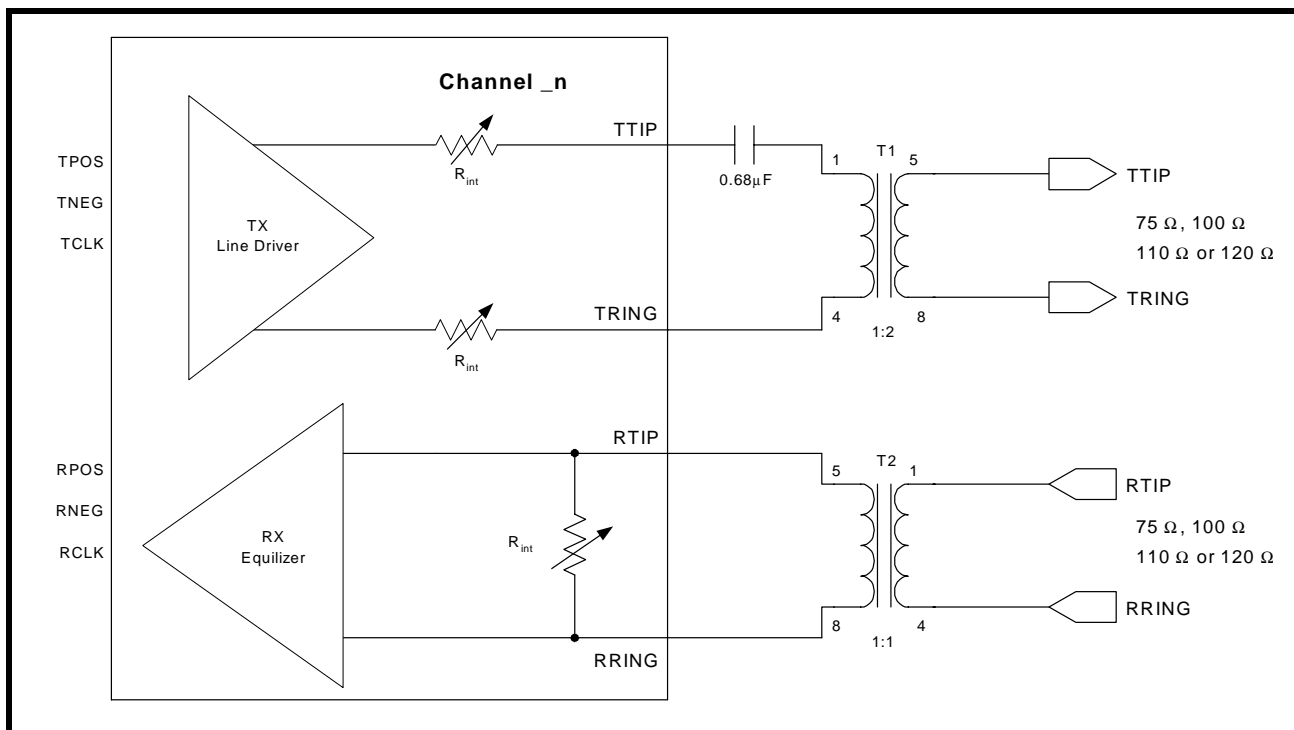 Channel _n
TPOS
TNEG
TCLK
TX
Line Driver
R int
TTIP
0.68µF
1
T1
5
TTIP
75 Ω, 100 Ω
110 Ω or 120 Ω
R int
TRING
4
1:2
8
TRING
RPOS
RNEG
RCLK
RX
Equilizer
R int
RTIP
5
T2
1
RTIP
75 Ω, 100 Ω
110 Ω or 120 Ω
RRING
8
1:1
4
RRING